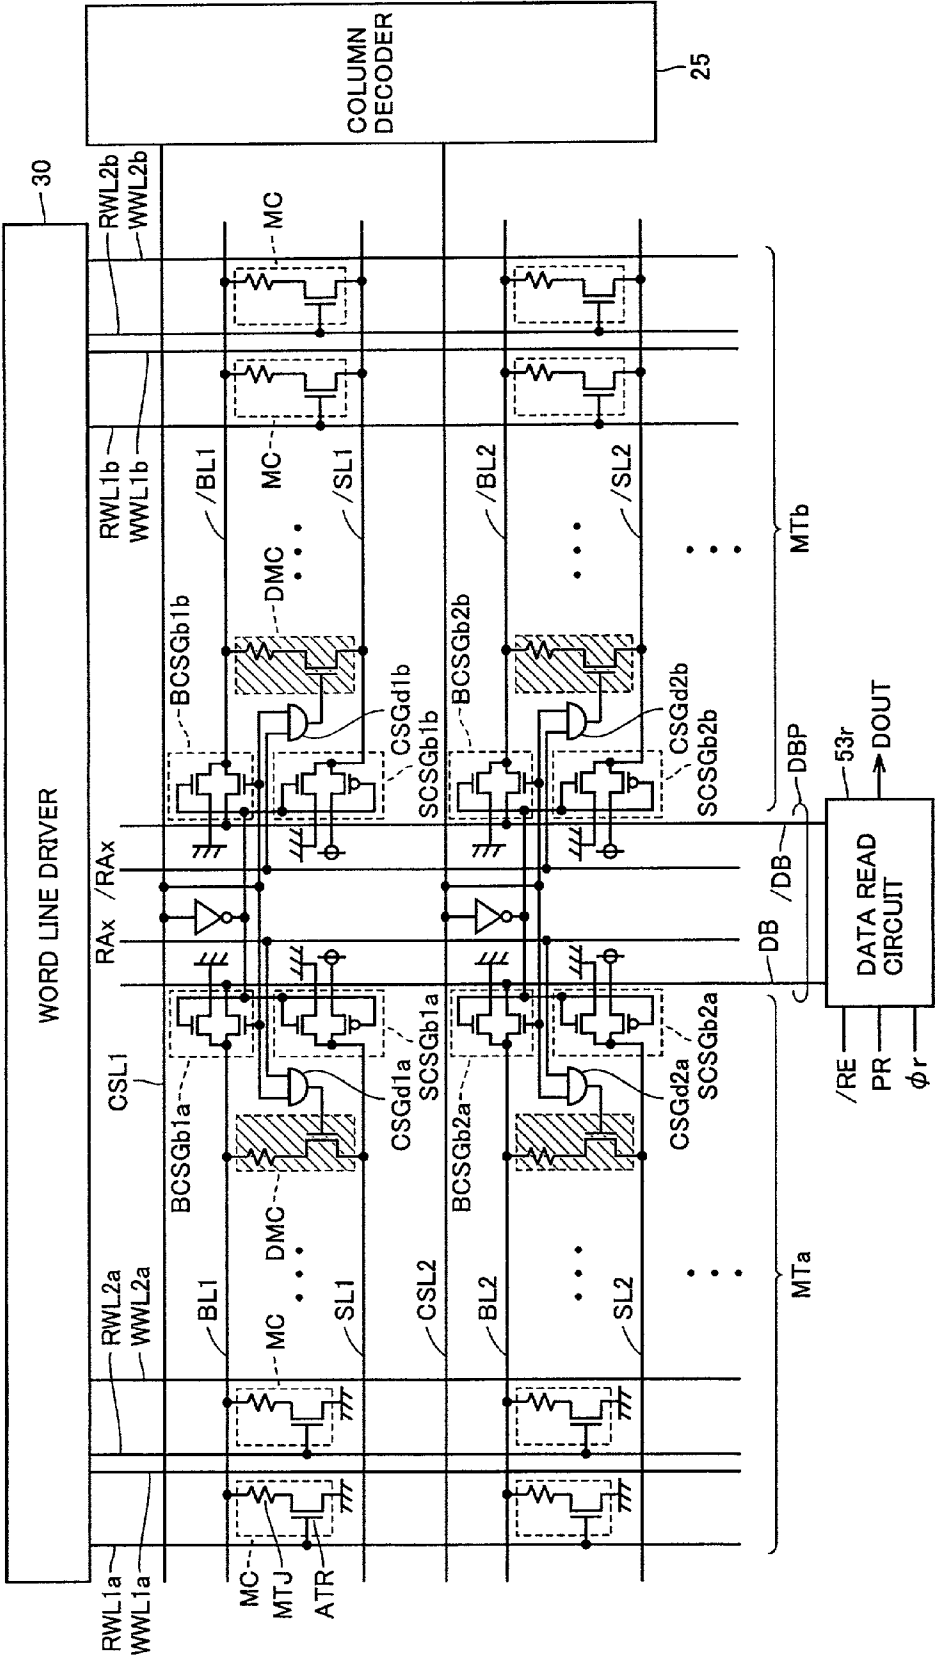 WORD LINE DRIVER
30
COLUMN
DECODER
25
RWL1a
WWL1a
RWL2a
WWL2a
CSL1
RAx
/RAx
RWL1b
WWL1b
RWL2b
WWL2b
BL1
BCSGb1a
BCSGb1b
/BL1
MC
MTJ
ATR
MC
DMC
DMC
MC
MC
SL1
CSGd1a
SCSGb1a
CSGd1b
SCSGb1b
/SL1
CSL2
BL2
BCSGb2a
BCSGb2b
/BL2
SL2
CSGd2a
SCSGb2a
CSGd2b
SCSGb2b
/SL2
MTa
DB
/DB
DBP
MTb
/RE
PR
ϕr
DATA READ
CIRCUIT
53r
DOUT